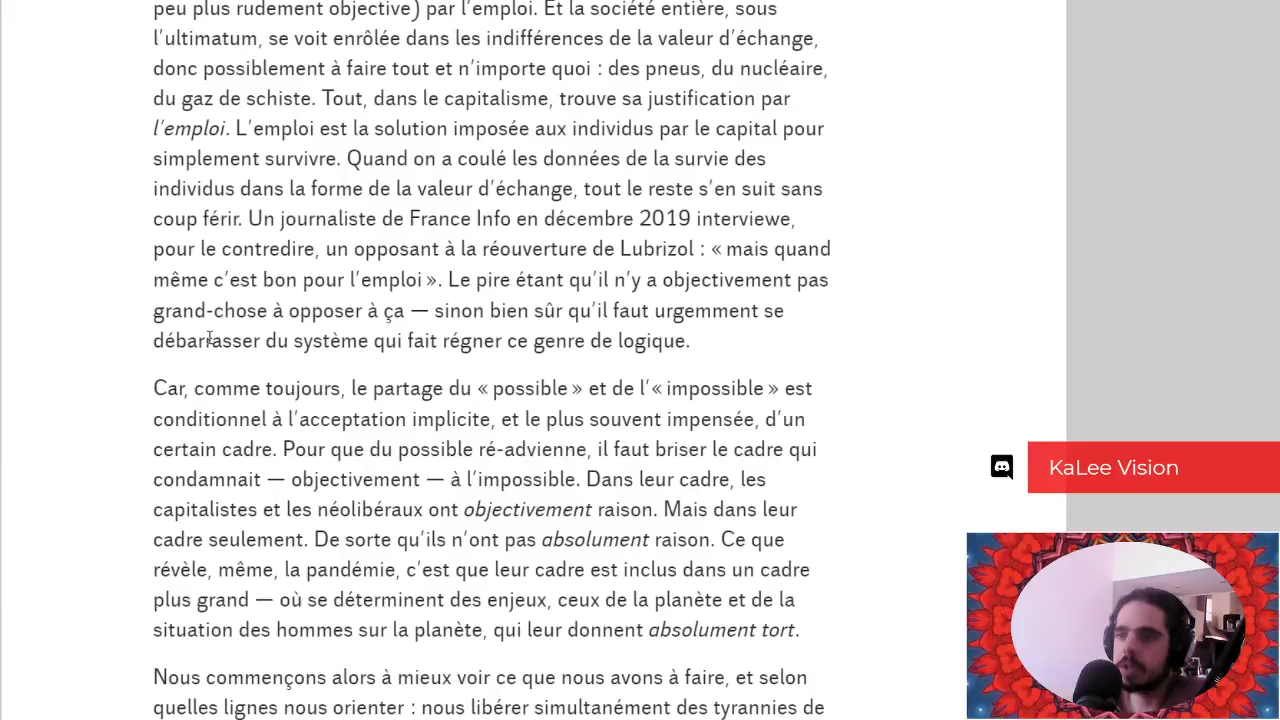 peu plus rudement objective) par l’emploi. Et la société entière, sous
l’ultimatum, se voit enrôlée dans les indifférences de la valeur d’échange,
donc possiblement à faire tout et n’importe quoi : des pneus, du nucléaire,
du gaz de schiste. Tout, dans le capitalisme, trouve sa justification par
l’emploi. L’emploi est la solution imposée aux individus par le capital pour
simplement survivre. Quand on a coulé les données de la survie des
individus dans la forme de la valeur d’échange, tout le reste s’en suit sans
coup férir. Un journaliste de France Info en décembre 2019 interviewe,
pour le contredire, un opposant à la réouverture de Lubrizol : « mais quand
même c’est bon pour l’emploi ». Le pire étant qu’il n’y a objectivement pas
grand-chose à opposer à ça — sinon bien sûr qu’il faut urgemment se
débarrasser du système qui fait régner ce genre de logique.
Car, comme toujours, le partage du « possible » et de l’« impossible » est
conditionnel à l’acceptation implicite, et le plus souvent impensée, d’un
certain cadre. Pour que du possible ré-advienne, il faut briser le cadre qui
condamnait — objectivement — à l’impossible. Dans leur cadre, les
capitalistes et les néolibéraux ont objectivement raison. Mais dans leur
cadre seulement. De sorte qu’ils n’ont pas absolument raison. Ce que
révèle, même, la pandémie, c’est que leur cadre est inclus dans un cadre
plus grand — où se déterminent des enjeux, ceux de la planète et de la
situation des hommes sur la planète, qui leur donnent absolument tort.
Nous commençons alors à mieux voir ce que nous avons à faire, et selon
quelles lignes nous orienter : nous libérer simultanément des tyrannies de
KaLee Vision